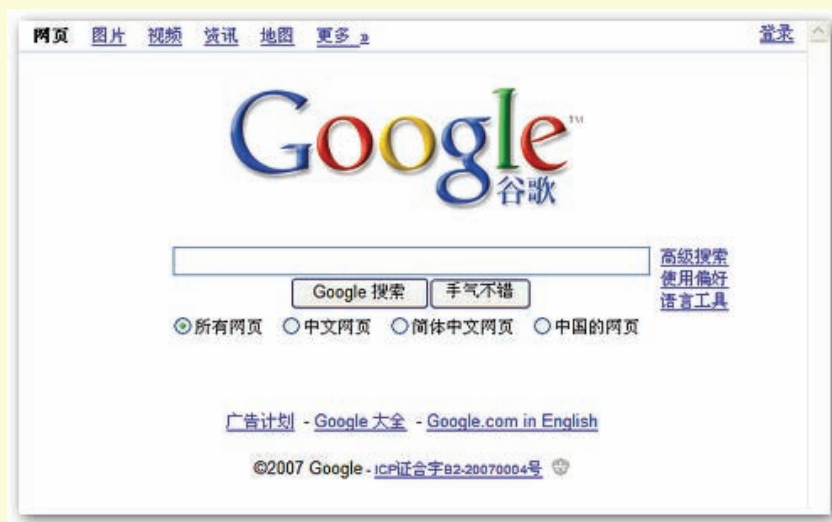 网页 图片 视频 资讯 地图 更多 » 登录
Google™
谷歌
高级搜索
使用偏好
语言工具
Google 搜索 手气不错
所有网页 中文网页 简体中文网页 中国的网页
广告计划 - Google 大全 - Google.com in English
©2007 Google - ICP证合字B2-20070004号